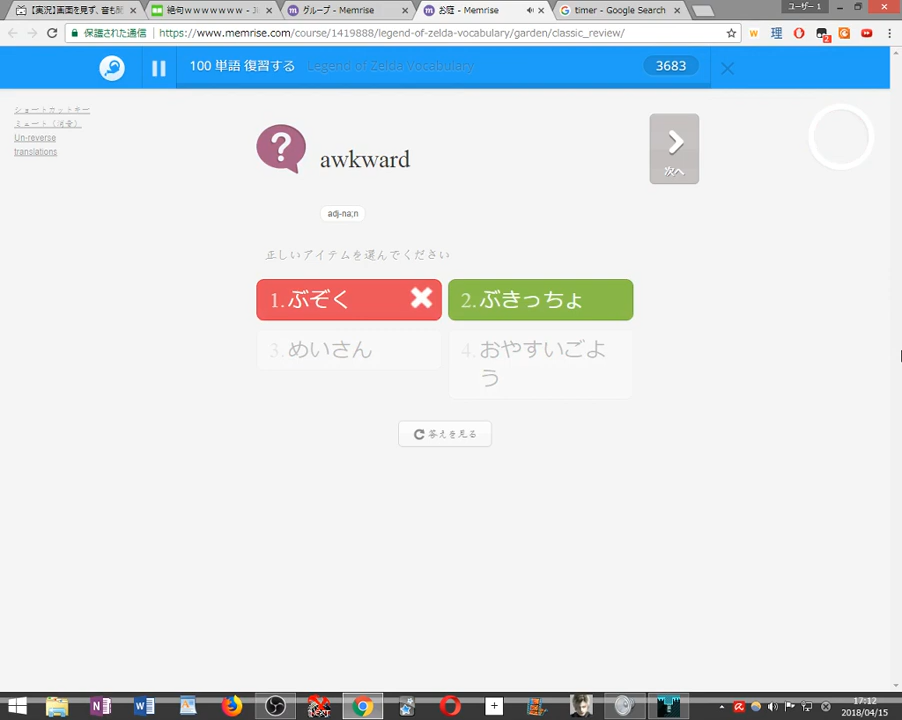 【実況】画面を見ず、音も
絶句ｗｗｗｗｗｗｗ - J
グループ - Memrise
お庭 - Memrise
timer - Google Search
ユーザー 1
保護された通信
https://www.memrise.com/course/1419888/legend-of-zelda-vocabulary/garden/classic_review/
100 単語 復習する
Legend of Zelda Vocabulary
3683
ショートカットキー
ミュート（消音）
Un-reverse
translations
awkward
次へ
adj-na;n
正しいアイテムを選んでください
1. ぶぞく
2. ぶきっちょ
3. めいさん
4. おやすいごよ
う
答えを見る
17:12
2018/04/15